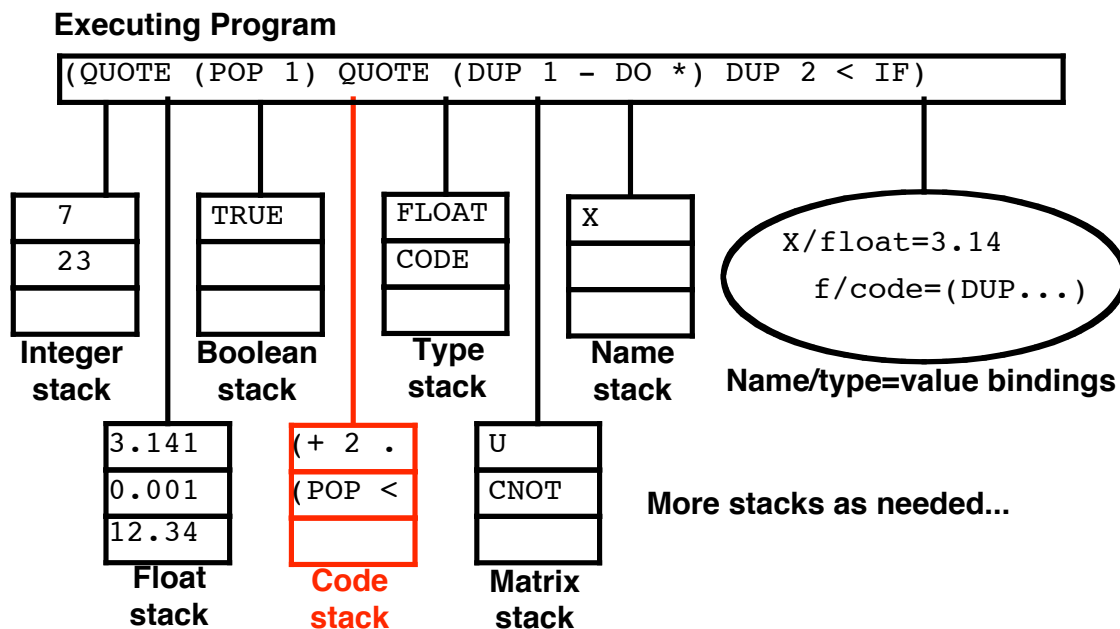 Executing Program
(QUOTE (POP 1) QUOTE (DUP 1 - DO *) DUP 2 < IF)
7
23
Integer
stack
TRUE
Boolean
stack
FLOAT
CODE
Type
stack
X
Name
stack
X/float=3.14
f/code=(DUP...)
Name/type=value bindings
3.141
0.001
12.34
Float
stack
(+ 2 .
(POP <
Code
stack
U
CNOT
Matrix
stack
More stacks as needed...